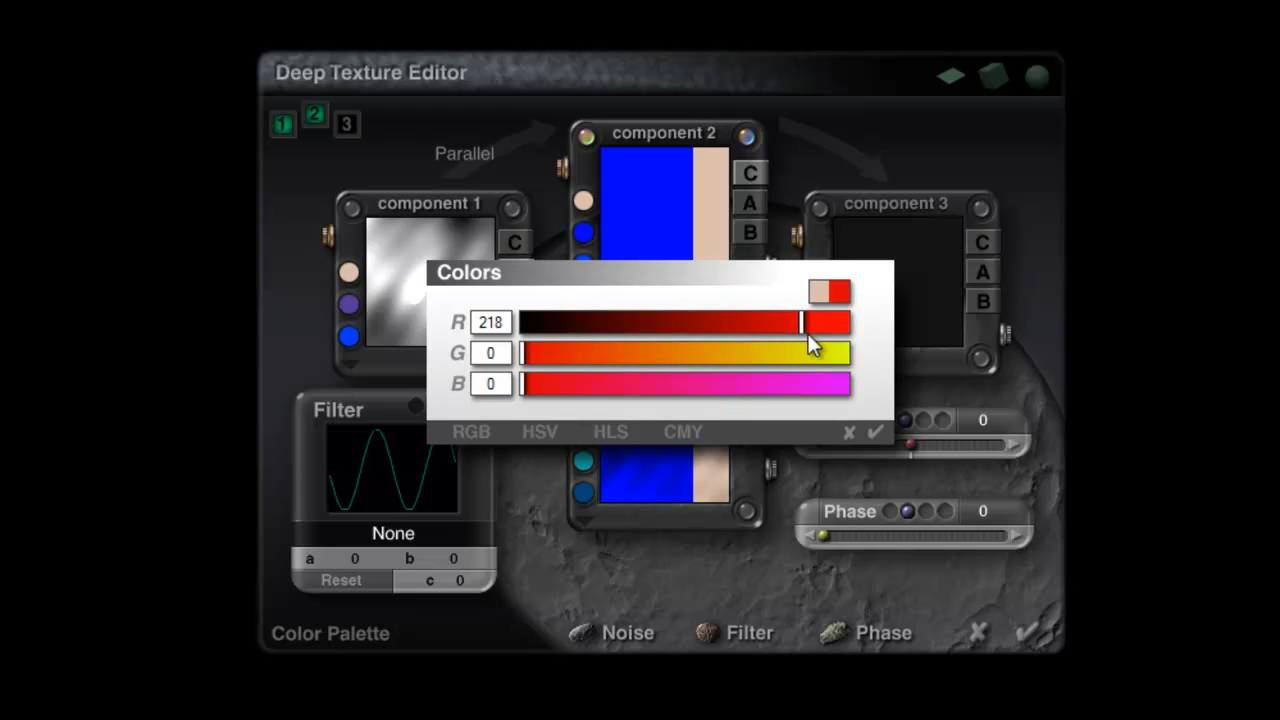 Deep Texture Editor
1 2 3
Parallel
component 2
C
A
B
component 1
C
component 3
C
A
B
Colors
R 218
G 0
B 0
RGB HSV HLS CMY
Filter
None
a 0 b 0
Reset c 0
0
Phase 0
Color Palette
Noise Filter Phase